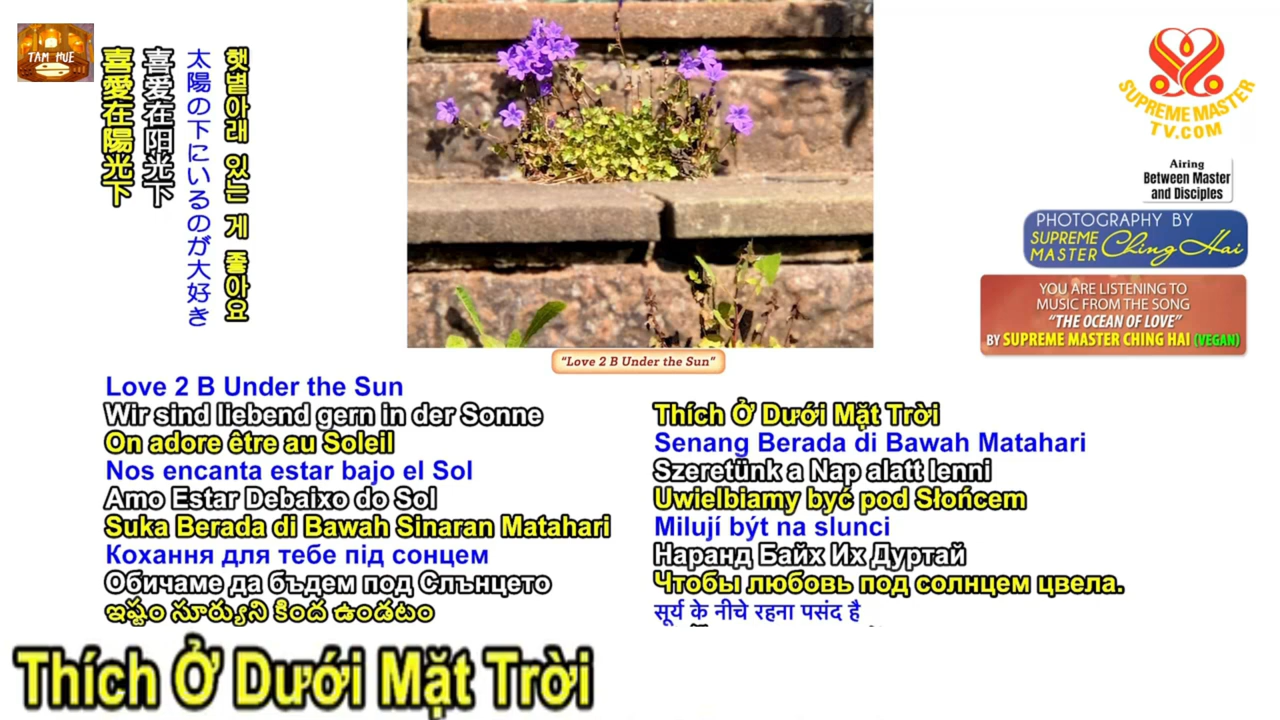 TAM HUE
喜愛在陽光下
喜爱在阳光下
太陽の下にいるのが大好き
햇볕아래 있는 게 좋아요
SUPREME MASTER
TV.COM
Airing
Between Master
and Disciples
PHOTOGRAPHY BY
SUPREME
MASTER Ching Hai
YOU ARE LISTENING TO
MUSIC FROM THE SONG
“THE OCEAN OF LOVE”
BY SUPREME MASTER CHING HAI (VEGAN)
“Love 2 B Under the Sun”
Love 2 B Under the Sun
Wir sind liebend gern in der Sonne
On adore être au Soleil
Nos encanta estar bajo el Sol
Amo Estar Debaixo do Sol
Suka Berada di Bawah Sinaran Matahari
Кохання для тебе під сонцем
Обичаме да бъдем под Слънцето
ఇష్టం సూర్యుని కింద ఉండటం
Thích Ở Dưới Mặt Trời
Senang Berada di Bawah Matahari
Szeretünk a Nap alatt lenni
Uwielbiamy być pod Słońcem
Milují být na slunci
Наранд Байх Их Дуртай
Чтобы любовь под солнцем цвела.
सूर्य के नीचे रहना पसंद है
Thích Ở Dưới Mặt Trời